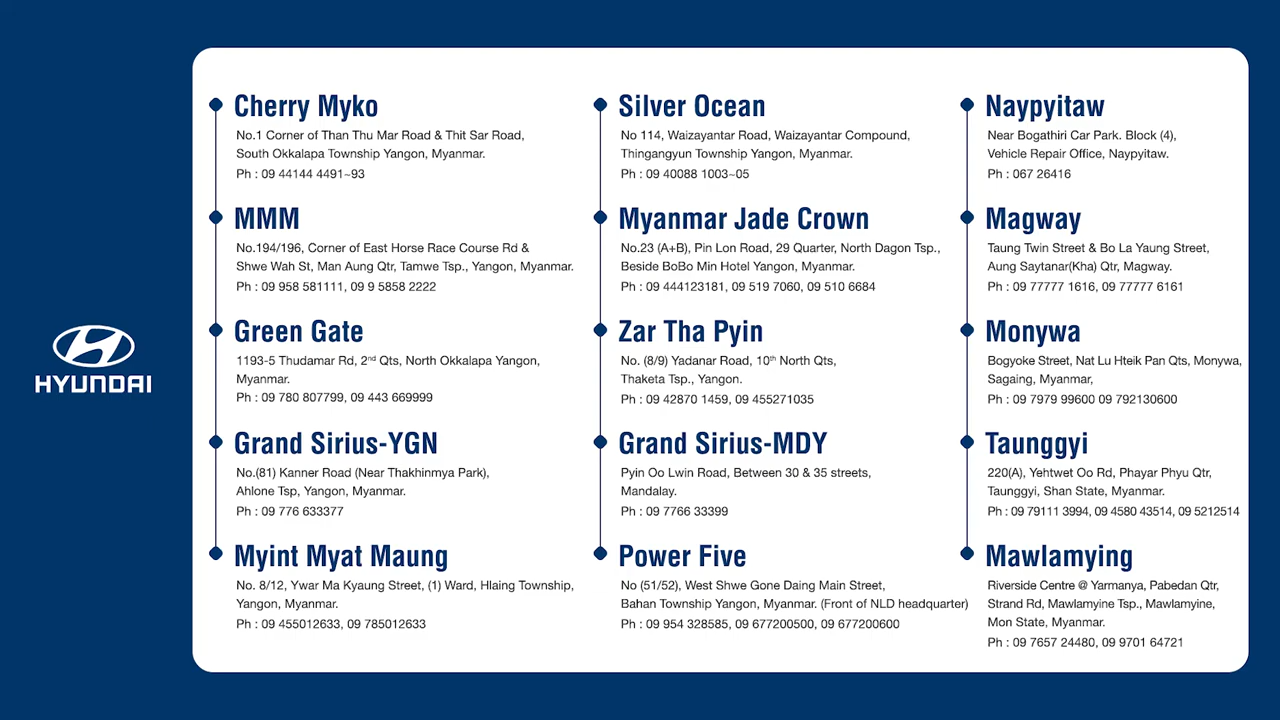 HYUNDAI
Cherry Myko
No.1 Corner of Than Thu Mar Road & Thit Sar Road,
South Okkalapa Township Yangon, Myanmar.
Ph : 09 44144 4491~93
MMM
No.194/196, Corner of East Horse Race Course Rd &
Shwe Wah St, Man Aung Qtr, Tamwe Tsp., Yangon, Myanmar.
Ph : 09 958 581111, 09 9 5858 2222
Green Gate
1193-5 Thudamar Rd, 2nd Qts, North Okkalapa Yangon,
Myanmar.
Ph : 09 780 807799, 09 443 669999
Grand Sirius-YGN
No.(81) Kanner Road (Near Thakhinmya Park),
Ahlone Tsp, Yangon, Myanmar.
Ph : 09 776 633377
Myint Myat Maung
No. 8/12, Ywar Ma Kyaung Street, (1) Ward, Hlaing Township,
Yangon, Myanmar.
Ph : 09 455012633, 09 785012633
Silver Ocean
No 114, Waizayantar Road, Waizayantar Compound,
Thingangyun Township Yangon, Myanmar.
Ph : 09 40088 1003~05
Myanmar Jade Crown
No.23 (A+B), Pin Lon Road, 29 Quarter, North Dagon Tsp.,
Beside BoBo Min Hotel Yangon, Myanmar.
Ph : 09 444123181, 09 519 7060, 09 510 6684
Zar Tha Pyin
No. (8/9) Yadanar Road, 10th North Qts,
Thaketa Tsp., Yangon.
Ph : 09 42870 1459, 09 455271035
Grand Sirius-MDY
Pyin Oo Lwin Road, Between 30 & 35 streets,
Mandalay.
Ph : 09 7766 33399
Power Five
No (51/52), West Shwe Gone Daing Main Street,
Bahan Township Yangon, Myanmar. (Front of NLD headquarter)
Ph : 09 954 328585, 09 677200500, 09 677200600
Naypyitaw
Near Bogathiri Car Park. Block (4),
Vehicle Repair Office, Naypyitaw.
Ph : 067 26416
Magway
Taung Twin Street & Bo La Yaung Street,
Aung Saytanar(Kha) Qtr, Magway.
Ph : 09 77777 1616, 09 77777 6161
Monywa
Bogyoke Street, Nat Lu Hteik Pan Qts, Monywa,
Sagaing, Myanmar,
Ph : 09 7979 99600 09 792130600
Taunggyi
220(A), Yehtwet Oo Rd, Phayar Phyu Qtr,
Taunggyi, Shan State, Myanmar.
Ph : 09 79111 3994, 09 4580 43514, 09 5212514
Mawlamying
Riverside Centre @ Yarmanya, Pabedan Qtr,
Strand Rd, Mawlamyine Tsp., Mawlamyine,
Mon State, Myanmar.
Ph : 09 7657 24480, 09 9701 64721